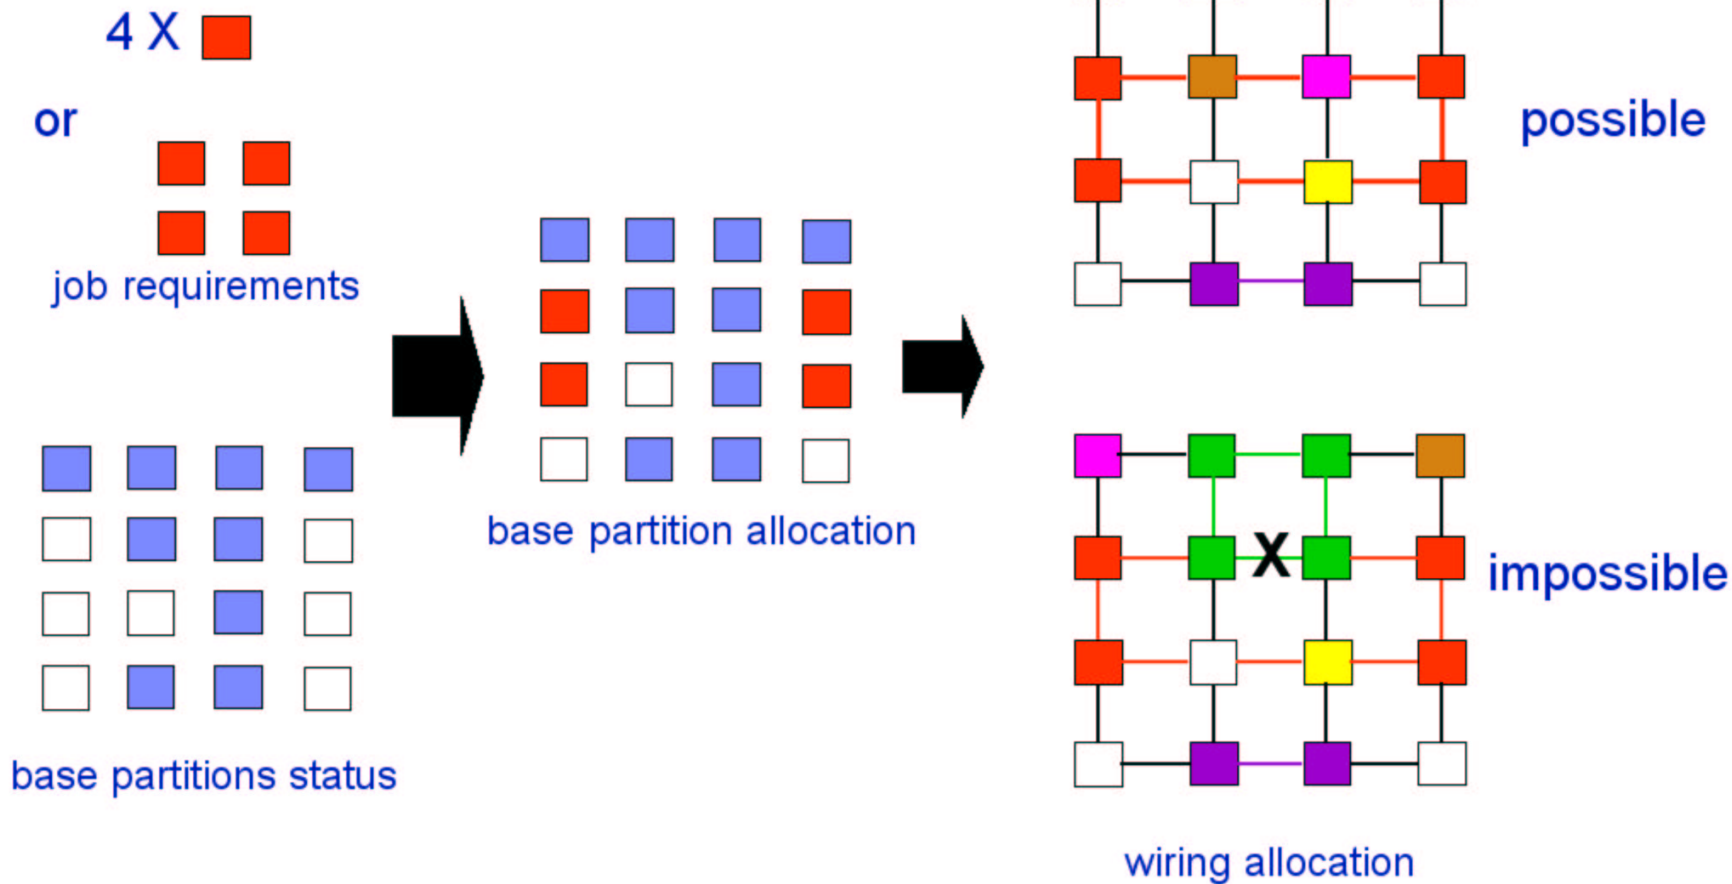 4 X
or
job requirements
base partitions status
base partition allocation
possible
X
impossible
wiring allocation